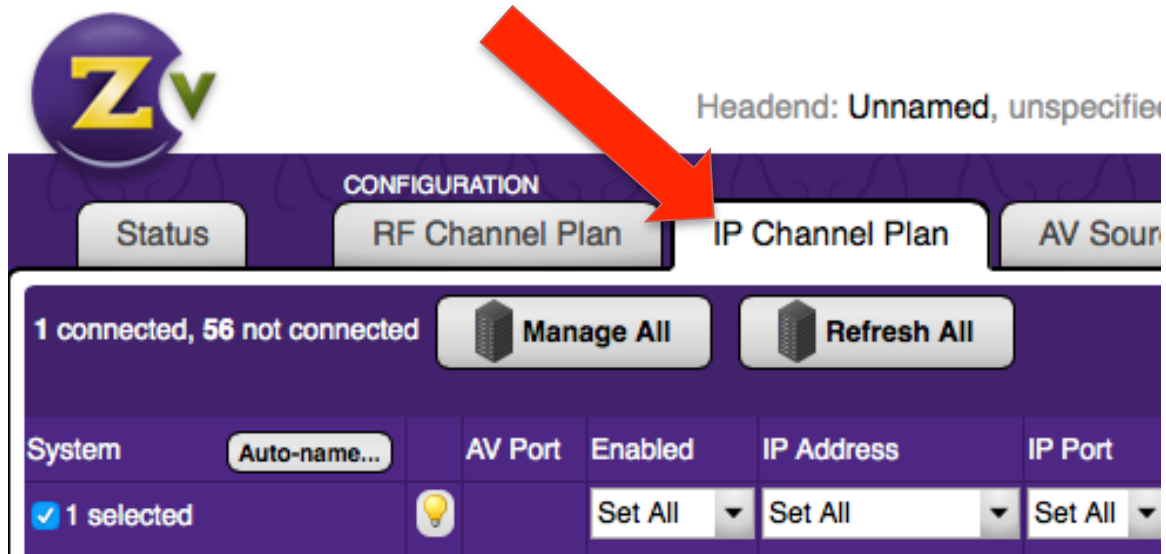 Zv
Headend: Unnamed, unspecified
CONFIGURATION
Status
RF Channel Plan
IP Channel Plan
AV Sour
1 connected, 56 not connected
Manage All
Refresh All
System Auto-name... AV Port Enabled IP Address IP Port
1 selected Set All Set All Set All